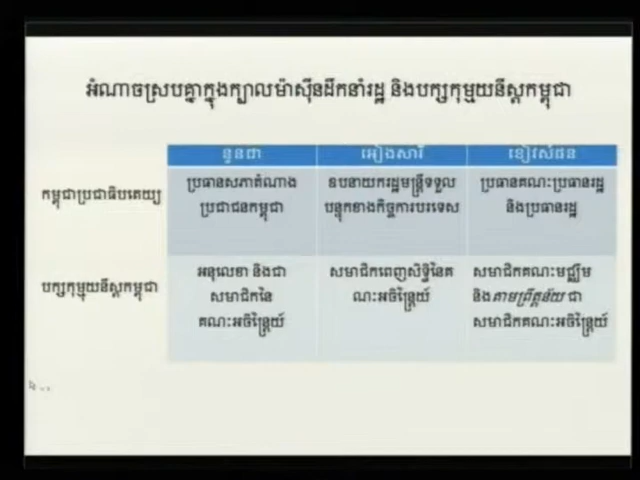 អំណាចស្របគ្នាក្នុងក្បាលម៉ាស៊ីនដឹកនាំរដ្ឋ និងបក្សកុម្មុយនីស្តកម្ពុជា
នួនជា អៀងសារី ខៀវសំផន
កម្ពុជាប្រជាធិបតេយ្យ
ប្រធានសភាតំណាង
ប្រជាជនកម្ពុជា
ឧបនាយករដ្ឋមន្ត្រីទទួល
បន្ទុកខាងកិច្ចការបរទេស
ប្រធានគណៈប្រធានរដ្ឋ
និងប្រធានរដ្ឋ
បក្សកុម្មុយនីស្តកម្ពុជា
អនុលេខា និងជា
សមាជិកនៃ
គណៈអចិន្ត្រៃយ៍
សមាជិកពេញសិទ្ធិនៃគ
ណៈអចិន្ត្រៃយ៍
សមាជិកគណៈមជ្ឈឹម
និងតាមព្រឹត្តន័យ ជា
សមាជិកគណៈអចិន្ត្រៃយ៍